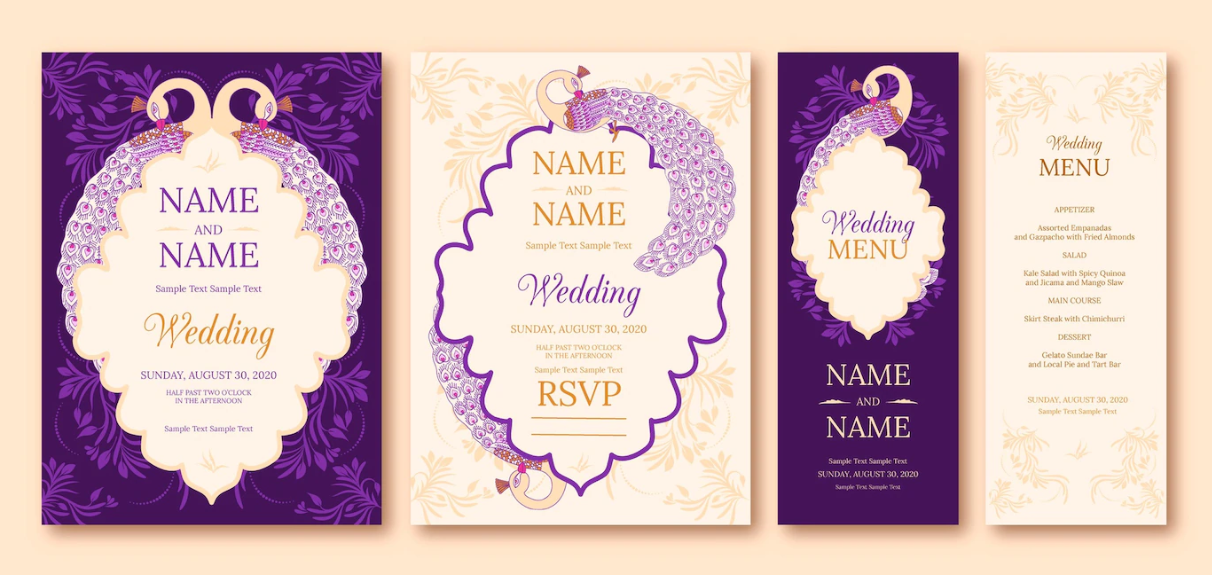 NAME
AND
NAME
Sample Text Sample Text
Wedding
SUNDAY, AUGUST 30, 2020
HALF PAST TWO O'CLOCK
IN THE AFTERNOON
Sample Text Sample Text
NAME
AND
NAME
Sample Text Sample Text
Wedding
SUNDAY, AUGUST 30, 2020
HALF PAST TWO O'CLOCK
IN THE AFTERNOON
Sample Text Sample Text
RSVP
Wedding
MENU
NAME
AND
NAME
Sample Text Sample Text
SUNDAY, AUGUST 30, 2020
Sample Text Sample Text
Wedding
MENU
APPETIZER
Assorted Empanadas
and Gazpacho with Fried Almonds
SALAD
Kale Salad with Spicy Quinoa
and Jicama and Mango Slaw
MAIN COURSE
Skirt Steak with Chimichurri
DESSERT
Gelato Sundae Bar
and Local Pie and Tart Bar
SUNDAY, AUGUST 30, 2020
Sample Text Sample Text